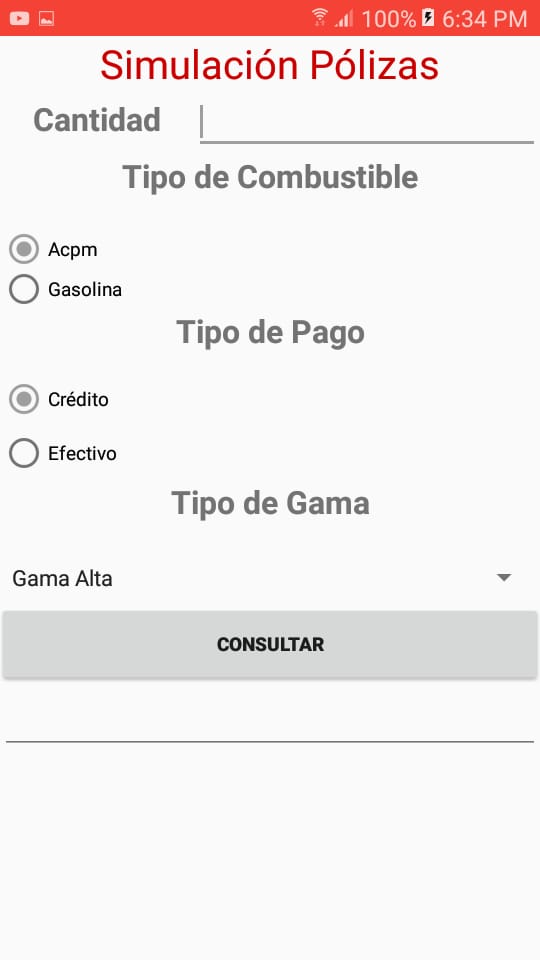 100% 6:34 PM
Simulación Pólizas
Cantidad
Tipo de Combustible
Acpm
Gasolina
Tipo de Pago
Crédito
Efectivo
Tipo de Gama
Gama Alta
CONSULTAR